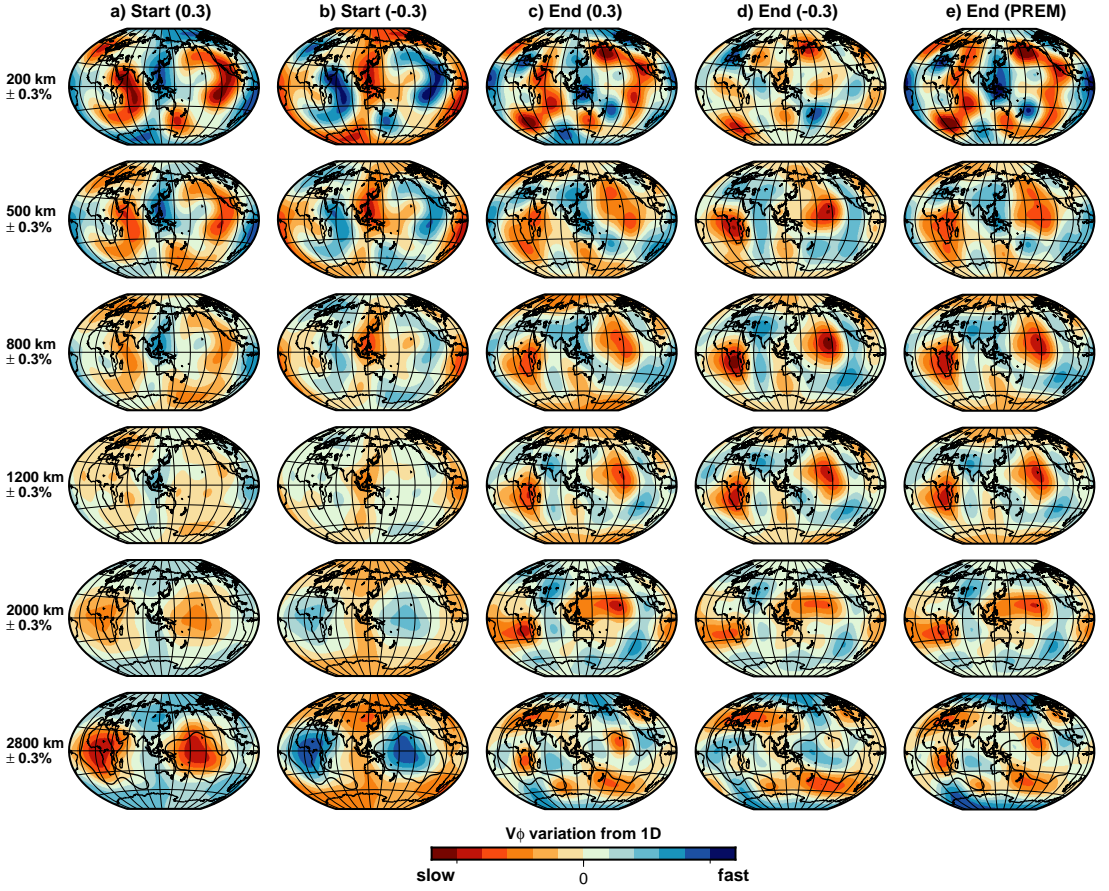 a) Start (0.3) b) Start (-0.3) c) End (0.3) d) End (-0.3) e) End (PREM)
200 km
± 0.3%
500 km
± 0.3%
800 km
± 0.3%
1200 km
± 0.3%
2000 km
± 0.3%
2800 km
± 0.3%
Vϕ variation from 1D
slow 0 fast